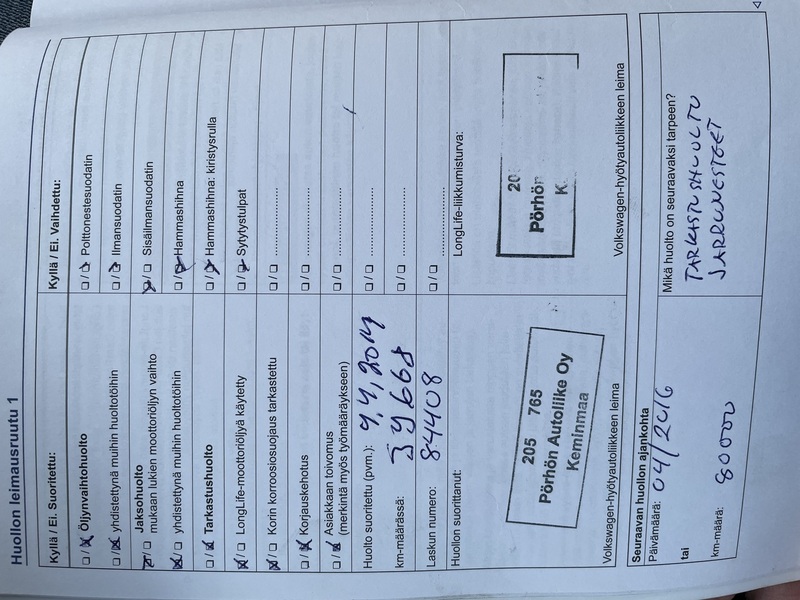 Huollon leimausruutu 1
Kyllä / Ei. Suoritettu:
☐ / ☒ Öljynvaihtohuolto
☐ / ☒ yhdistettynä muihin huoltotöihin
Jaksohuolto
☒ / ☐ mukaan lukien moottoriöljyn vaihto
☒ / ☐ yhdistettynä muihin huoltotöihin
☐ / ☒ Tarkastushuolto
☒ / ☐ LongLife-moottoriöljyä käytetty
☒ / ☐ Korin korroosiosuojaus tarkastettu
☐ / ☒ Korjauskehotus
☐ / ☒ Asiakkaan toivomus
(merkintä myös työmääräykseen)
Huolto suoritettu (pvm.): 9,4,2014
km-määrässä: 39668
Laskun numero: 84408
Huollon suorittanut:
205 765
Pörhön Autoliike Oy
Keminmaa
Volkswagen-hyötyautoliikkeen leima
Kyllä / Ei. Vaihdettu:
☐ / ☒ Polttonestesuodatin
☐ / ☒ Ilmansuodatin
☒ / ☐ Sisäilmansuodatin
☐ / ☒ Hammashihna
☐ / ☒ Hammashihna: kiristysrulla
☐ / ☒ Sytytystulpat
☐ / ☐ ....................
☐ / ☐ ....................
☐ / ☐ ....................
☐ / ☐ ....................
☐ / ☐ ....................
☐ / ☐ ....................
LongLife-liikkumisturva:
20
Pörhön
K
Volkswagen-hyötyautoliikkeen leima
Seuraavan huollon ajankohta
Päivämäärä: 04/2016
tai
km-määrä: 80000
Mikä huolto on seuraavaksi tarpeen?
TARKASTUSHUOLTO
JARRUNESTEET